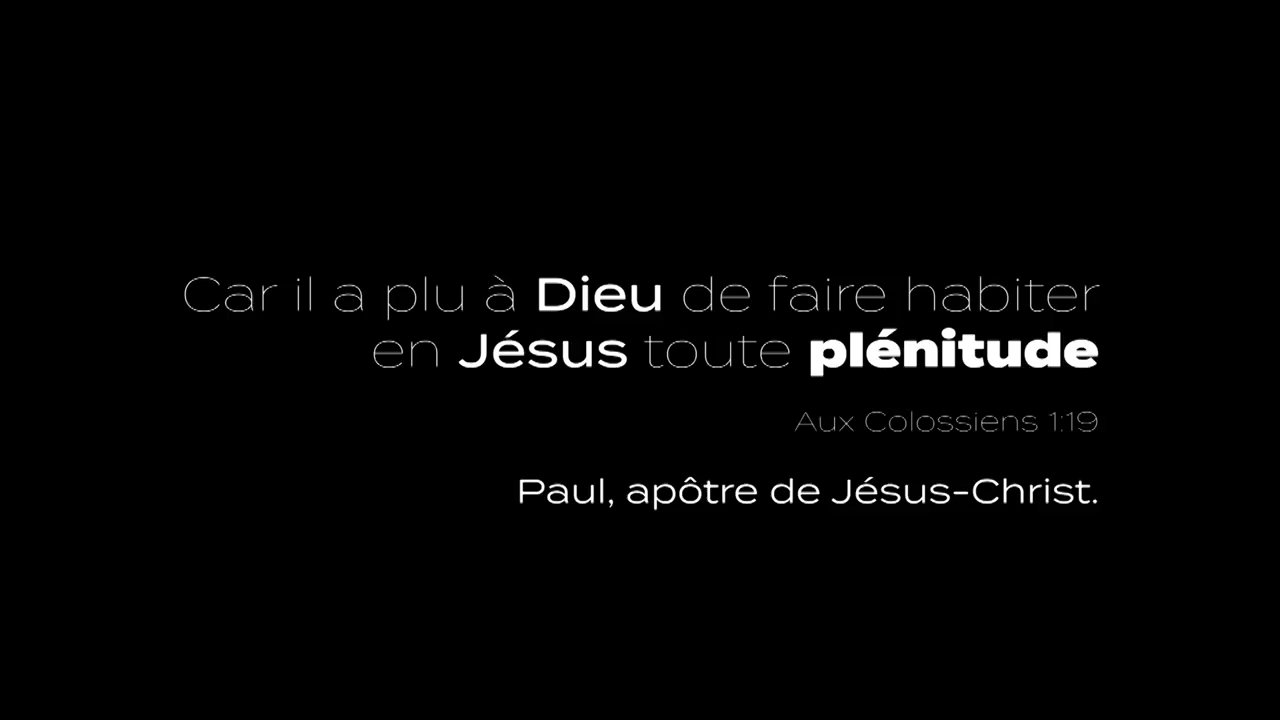 Car il a plu à Dieu de faire habiter
en Jésus toute plénitude
Aux Colossiens 1:19
Paul, apôtre de Jésus-Christ.